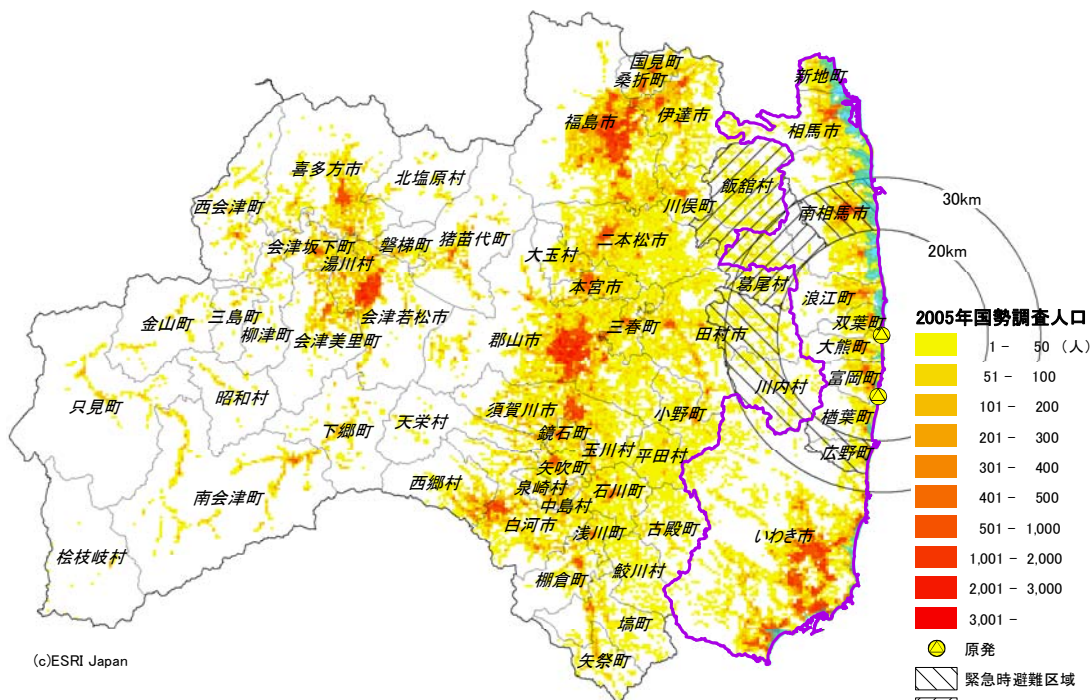 国見町
桑折町
新地町
福島市
伊達市
相馬市
喜多方市
北塩原村
飯舘村
西会津町
川俣町
南相馬市
30km
会津坂下町
磐梯町
猪苗代町
湯川村
大玉村
二本松市
20km
本宮市
葛尾村
浪江町
金山町
三島町
柳津町
会津美里町
会津若松市
郡山市
三春町
田村市
双葉町
大熊町
只見町
昭和村
川内村
富岡町
下郷町
天栄村
須賀川市
小野町
楢葉町
鏡石町
玉川村
平田村
広野町
矢吹町
南会津町
西郷村
泉崎村
石川町
中島村
白河市
浅川町
古殿町
いわき市
桧枝岐村
棚倉町
鮫川村
塙町
矢祭町
2005年国勢調査人口
1 - 50 (人)
51 - 100
101 - 200
201 - 300
301 - 400
401 - 500
501 - 1,000
1,001 - 2,000
2,001 - 3,000
3,001 -
原発
緊急時避難区域
(c)ESRI Japan